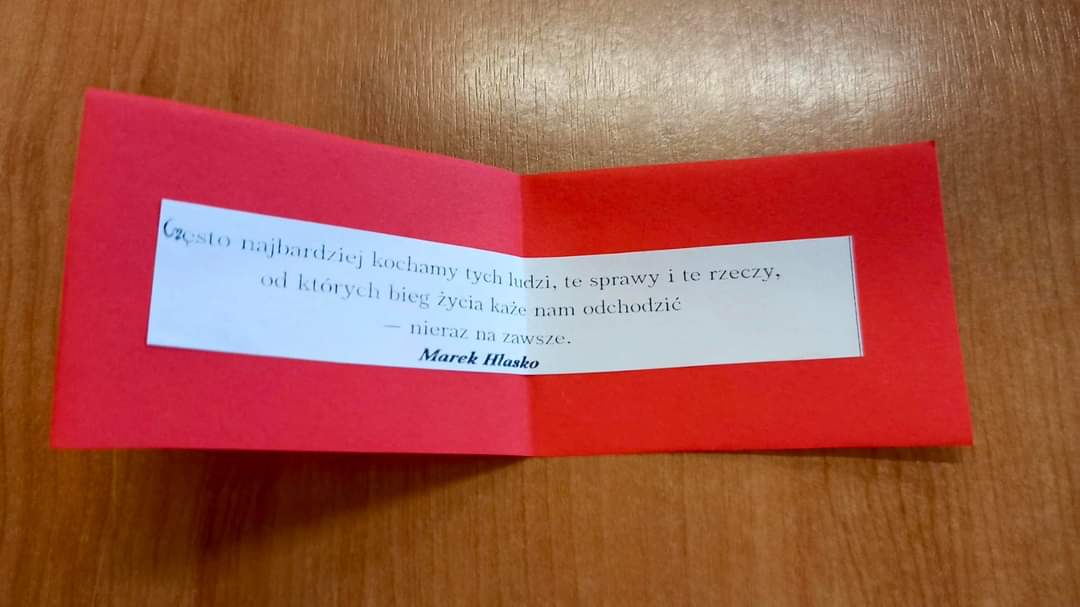 Często najbardziej kochamy tych ludzi, te sprawy i te rzeczy,
od których bieg życia każe nam odchodzić
— nieraz na zawsze.
Marek Hłasko